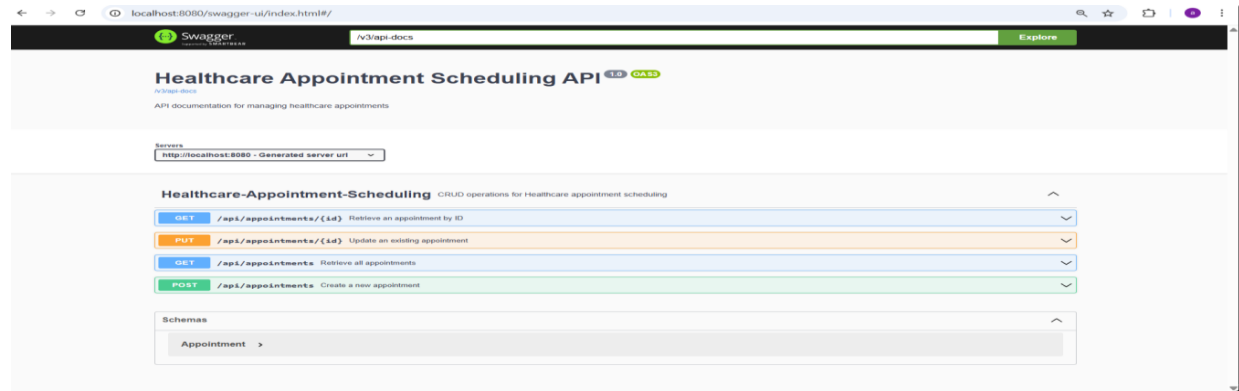 localhost:8080/swagger-ui/index.html#/
Swagger /v3/api-docs Explore
Supported by SMARTBEAR
Healthcare Appointment Scheduling API 1.0 OAS3
/v3/api-docs
API documentation for managing healthcare appointments
Servers
http://localhost:8080 - Generated server url
Healthcare-Appointment-Scheduling CRUD operations for Healthcare appointment scheduling
GET /api/appointments/{id} Retrieve an appointment by ID
PUT /api/appointments/{id} Update an existing appointment
GET /api/appointments Retrieve all appointments
POST /api/appointments Create a new appointment
Schemas
Appointment >